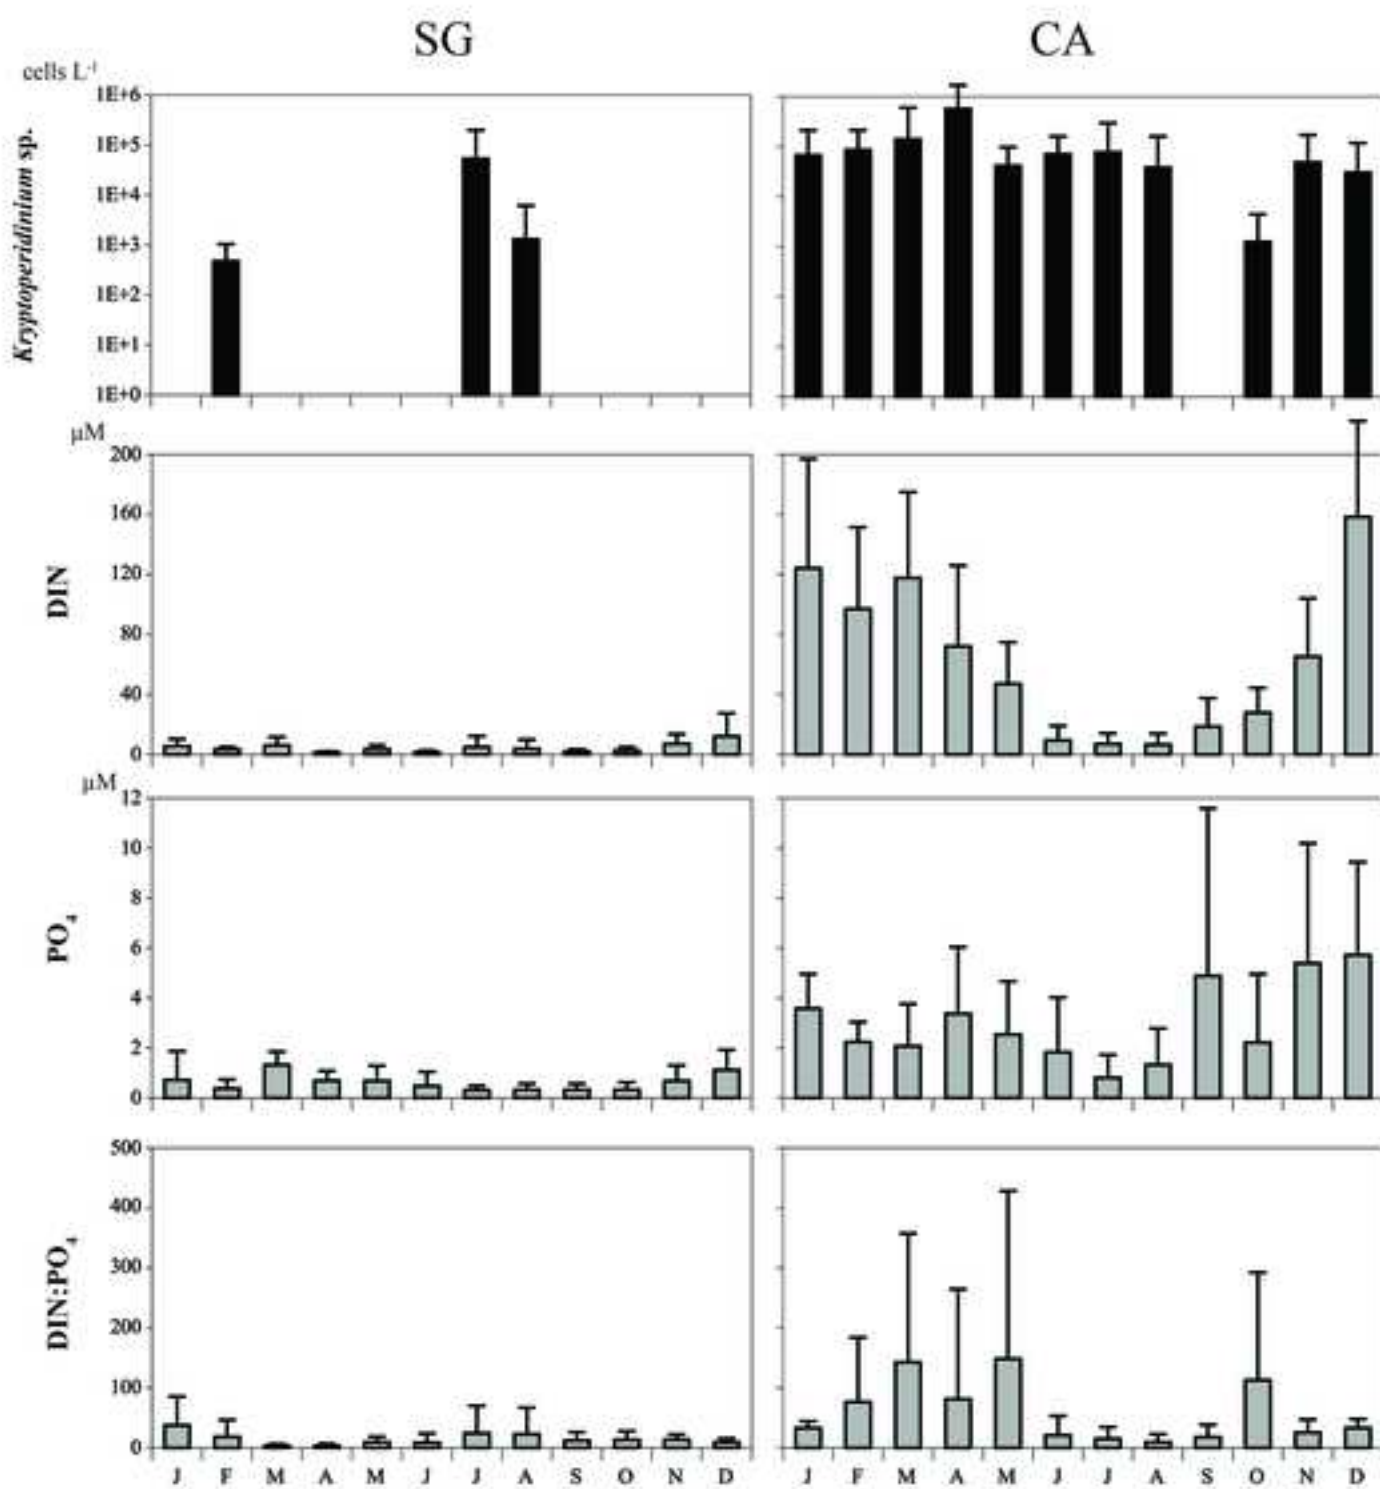 SG CA
cells L⁻¹
1E+6
1E+5
1E+4
1E+3
1E+2
1E+1
1E+0
Kryptoperidinium sp.
µM
200
160
120
80
40
0
DIN
µM
12
10
8
6
4
2
0
PO₄
500
400
300
200
100
0
DIN:PO₄
J F M A M J J A S O N D J F M A M J J A S O N D